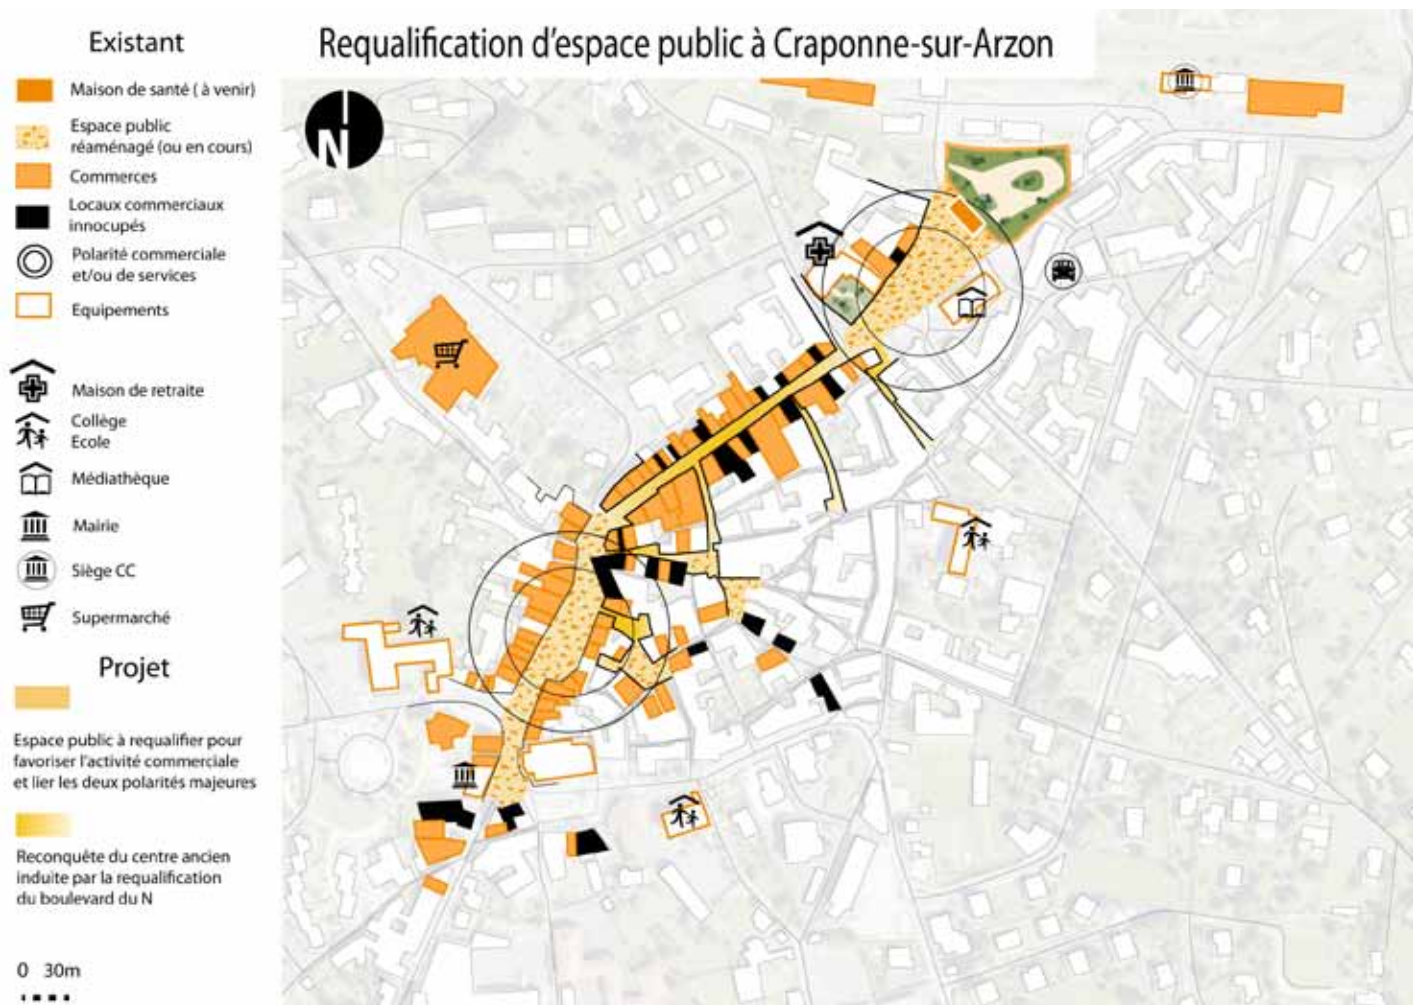 Requalification d'espace public à Craponne-sur-Arzon
Existant
Maison de santé ( à venir)
Espace public
réaménagé (ou en cours)
Commerces
Locaux commerciaux
innocupés
Polarité commerciale
et/ou de services
Equipements
Maison de retraite
Collège
Ecole
Médiathèque
Mairie
Siège CC
Supermarché
Projet
Espace public à requalifier pour
favoriser l'activité commerciale
et lier les deux polarités majeures
Reconquête du centre ancien
induite par la requalification
du boulevard du N
0 30m
N